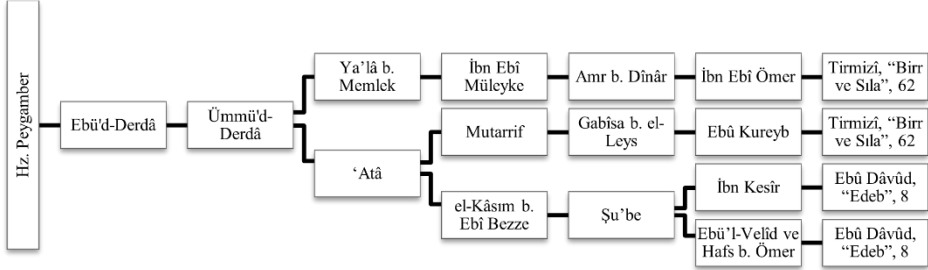 Hz. Peygamber
Ebü'd-Derdâ
Ümmü'd-
Derdâ
Ya'lâ b.
Memlek
İbn Ebî
Müleyke
Amr b. Dînâr
İbn Ebî Ömer
Tirmizî, “Birr
ve Sıla”, 62
‘Atâ
Mutarrif
Gabîsa b. el-
Leys
Ebû Kureyb
Tirmizî, “Birr
ve Sıla”, 62
el-Kâsım b.
Ebî Bezze
Şu’be
İbn Kesîr
Ebû Dâvûd,
“Edeb”, 8
Ebü’l-Velîd ve
Hafs b. Ömer
Ebû Dâvûd,
“Edeb”, 8